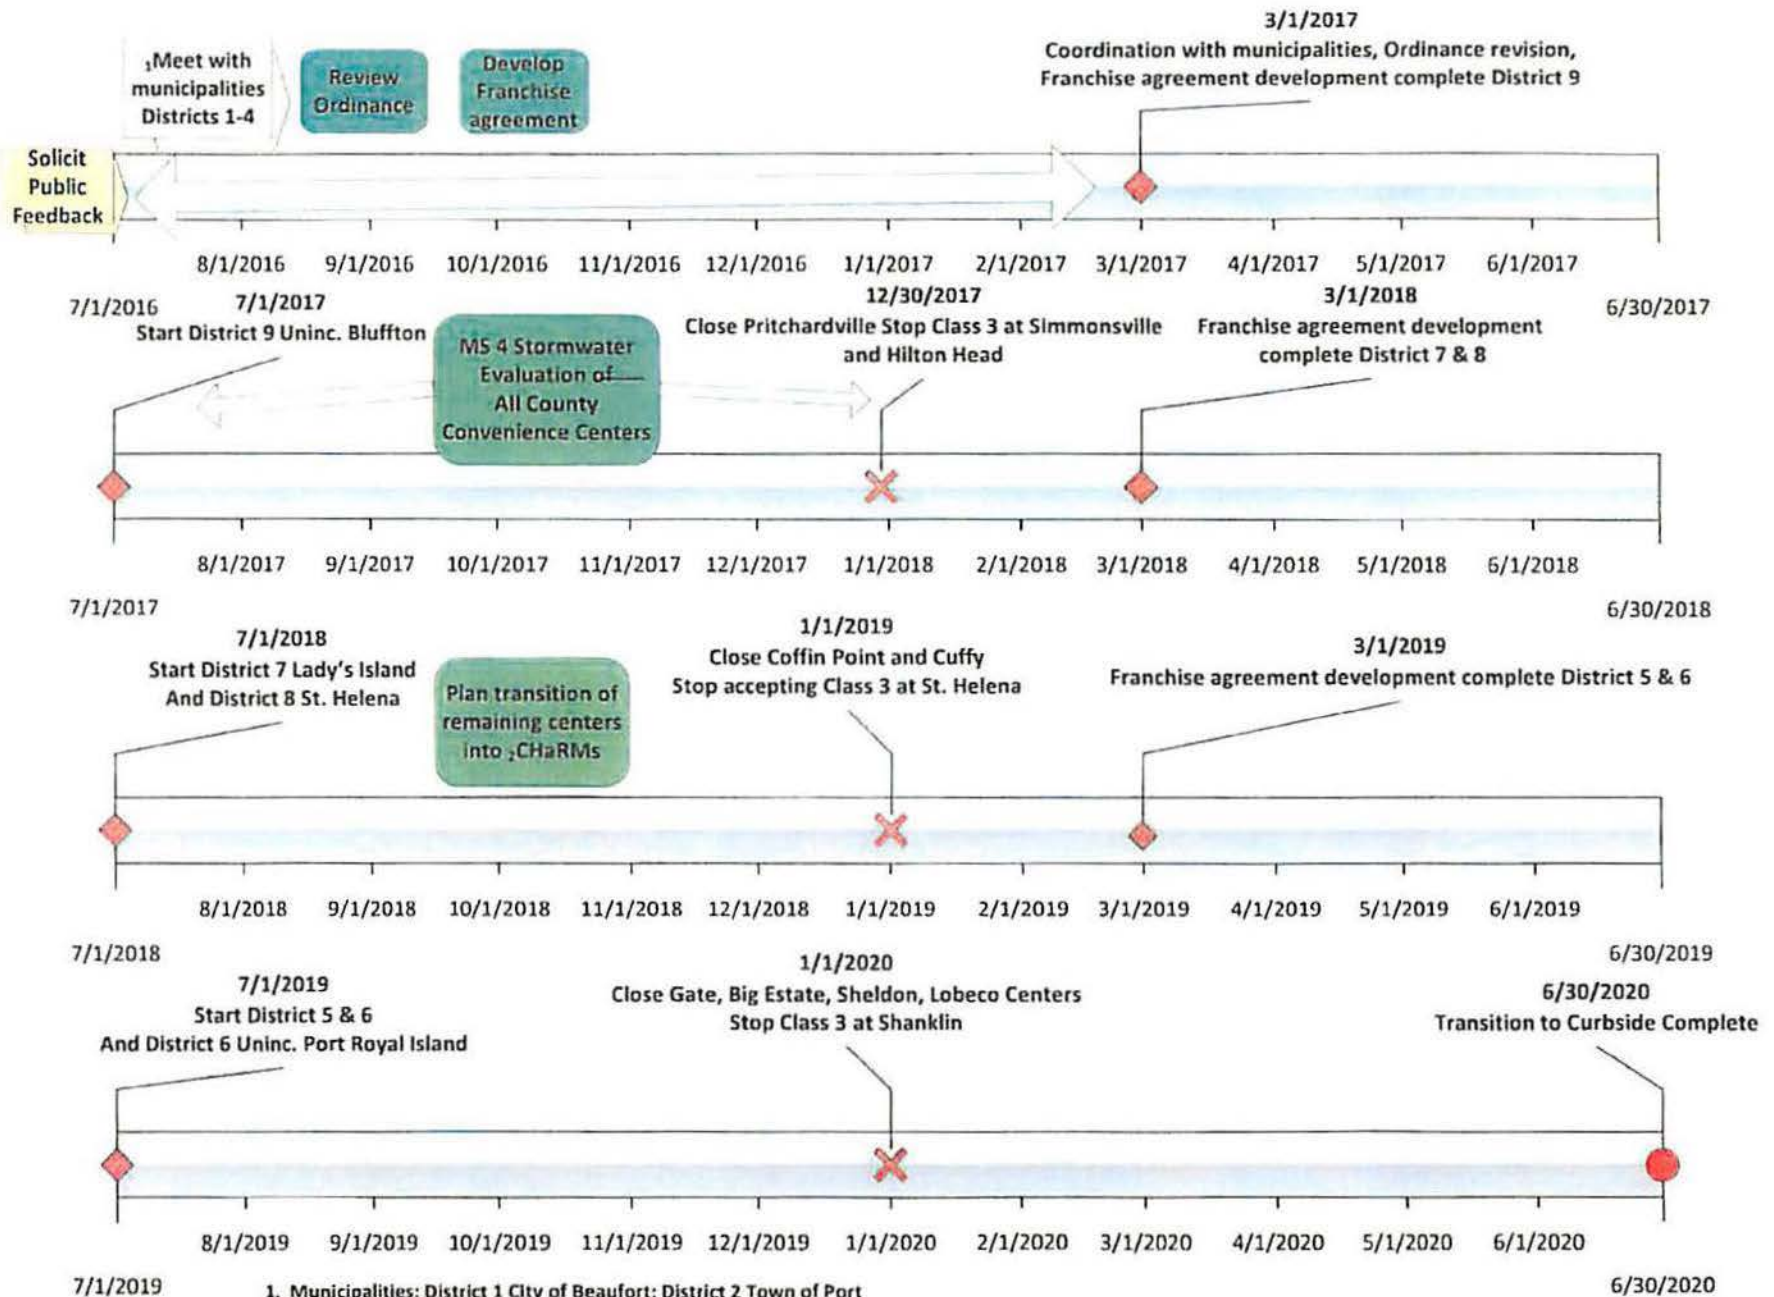 3/1/2017
Coordination with municipalities, Ordinance revision,
Franchise agreement development complete District 9
₁Meet with
municipalities
Districts 1-4
Review
Ordinance
Develop
Franchise
agreement
Solicit
Public
Feedback
8/1/2016 9/1/2016 10/1/2016 11/1/2016 12/1/2016 1/1/2017 2/1/2017 3/1/2017 4/1/2017 5/1/2017 6/1/2017
7/1/2016
6/30/2017
7/1/2017
Start District 9 Uninc. Bluffton
MS 4 Stormwater
Evaluation of
All County
Convenience Centers
12/30/2017
Close Pritchardville Stop Class 3 at Simmonsville
and Hilton Head
3/1/2018
Franchise agreement development
complete District 7 & 8
8/1/2017 9/1/2017 10/1/2017 11/1/2017 12/1/2017 1/1/2018 2/1/2018 3/1/2018 4/1/2018 5/1/2018 6/1/2018
7/1/2017
6/30/2018
7/1/2018
Start District 7 Lady's Island
And District 8 St. Helena
Plan transition of
remaining centers
into ₂CHaRMs
1/1/2019
Close Coffin Point and Cuffy
Stop accepting Class 3 at St. Helena
3/1/2019
Franchise agreement development complete District 5 & 6
8/1/2018 9/1/2018 10/1/2018 11/1/2018 12/1/2018 1/1/2019 2/1/2019 3/1/2019 4/1/2019 5/1/2019 6/1/2019
7/1/2018
6/30/2019
7/1/2019
Start District 5 & 6
And District 6 Uninc. Port Royal Island
1/1/2020
Close Gate, Big Estate, Sheldon, Lobeco Centers
Stop Class 3 at Shanklin
6/30/2020
Transition to Curbside Complete
8/1/2019 9/1/2019 10/1/2019 11/1/2019 12/1/2019 1/1/2020 2/1/2020 3/1/2020 4/1/2020 5/1/2020 6/1/2020
7/1/2019
6/30/2020
1. Municipalities: District 1 City of Beaufort; District 2 Town of Port